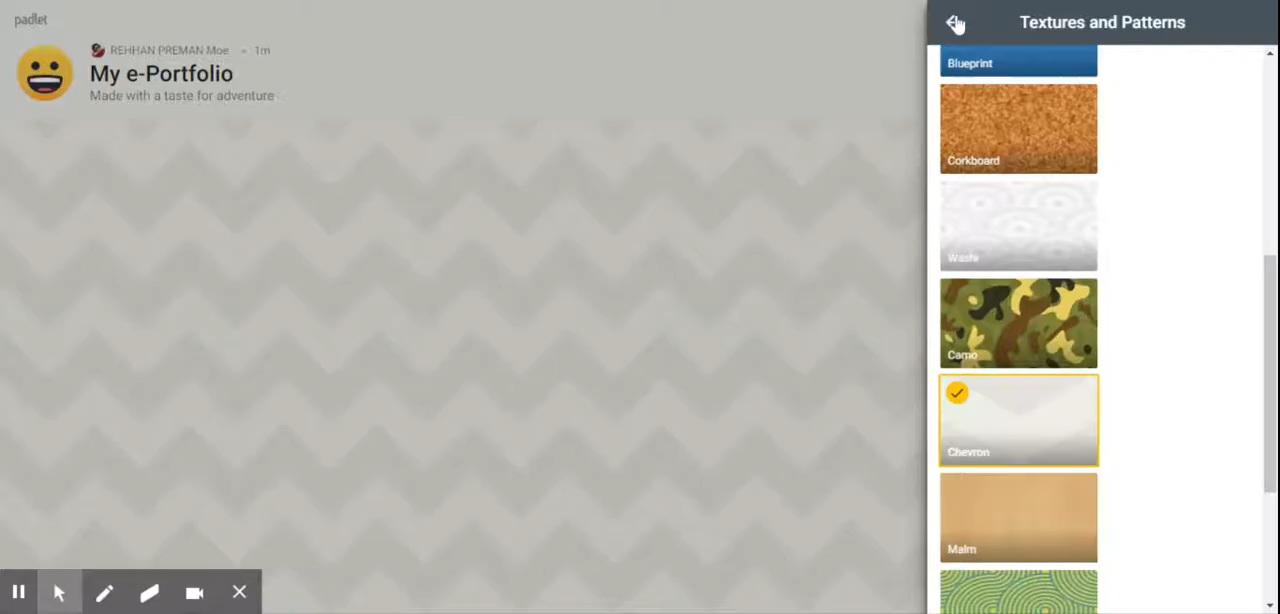 padlet
REHHAN PREMAN Moe • 1m
My e-Portfolio
Made with a taste for adventure
Textures and Patterns
Blueprint
Corkboard
Waste
Camo
Chevron
Malm